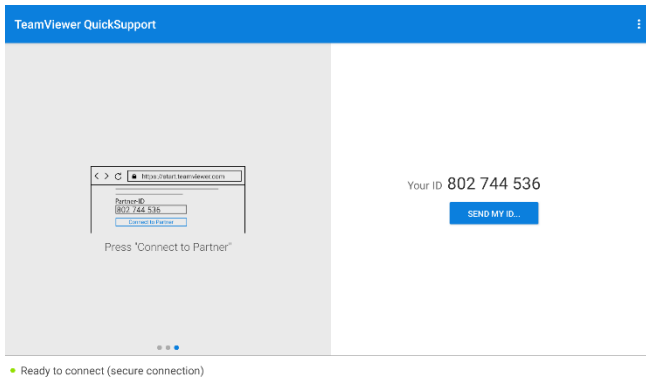 TeamViewer QuickSupport
https://start.teamviewer.com
Partner-ID
802 744 536
Connect to Partner
Press "Connect to Partner"
Your ID 802 744 536
SEND MY ID...
Ready to connect (secure connection)